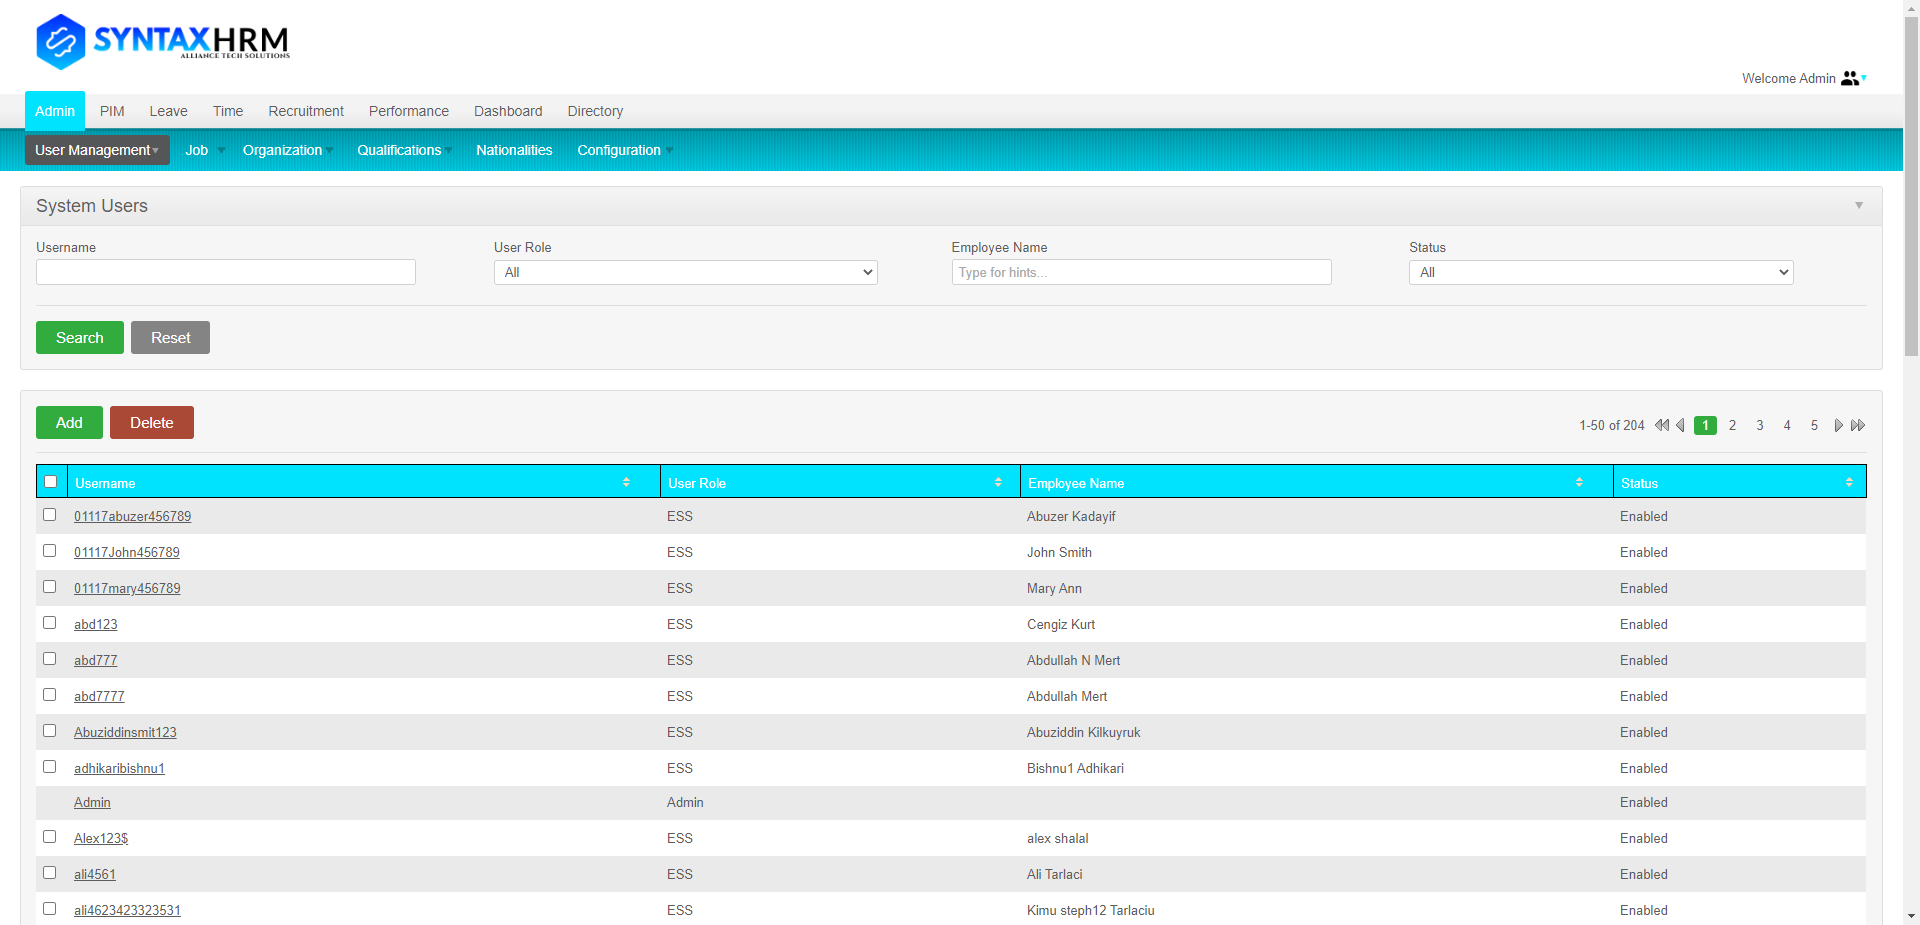 SYNTAXHRM
ALLIANCE TECH SOLUTIONS
Welcome Admin
Admin PIM Leave Time Recruitment Performance Dashboard Directory
User Management Job Organization Qualifications Nationalities Configuration
System Users
Username User Role Employee Name Status
All Type for hints... All
Search Reset
Add Delete 1-50 of 204 1 2 3 4 5
Username User Role Employee Name Status
01117abuzer456789 ESS Abuzer Kadayif Enabled
01117John456789 ESS John Smith Enabled
01117mary456789 ESS Mary Ann Enabled
abd123 ESS Cengiz Kurt Enabled
abd777 ESS Abdullah N Mert Enabled
abd7777 ESS Abdullah Mert Enabled
Abuziddinsmit123 ESS Abuziddin Kilkuyruk Enabled
adhikaribishnu1 ESS Bishnu1 Adhikari Enabled
Admin Admin Enabled
Alex123$ ESS alex shalal Enabled
ali4561 ESS Ali Tarlaci Enabled
ali4623423323531 ESS Kimu steph12 Tarlaciu Enabled